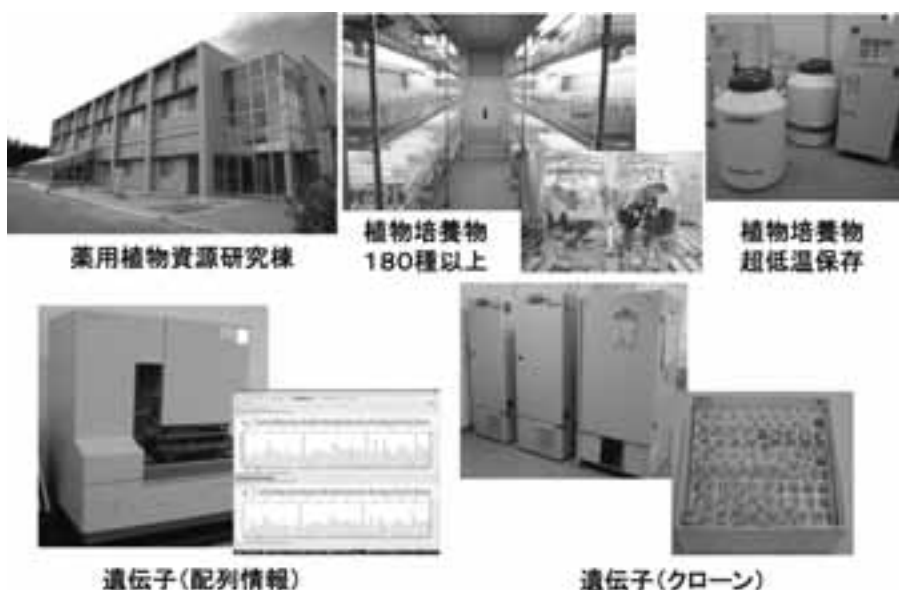 薬用植物資源研究棟
植物培養物
180種以上
植物培養物
超低温保存
遺伝子(配列情報)
遺伝子(クローン)